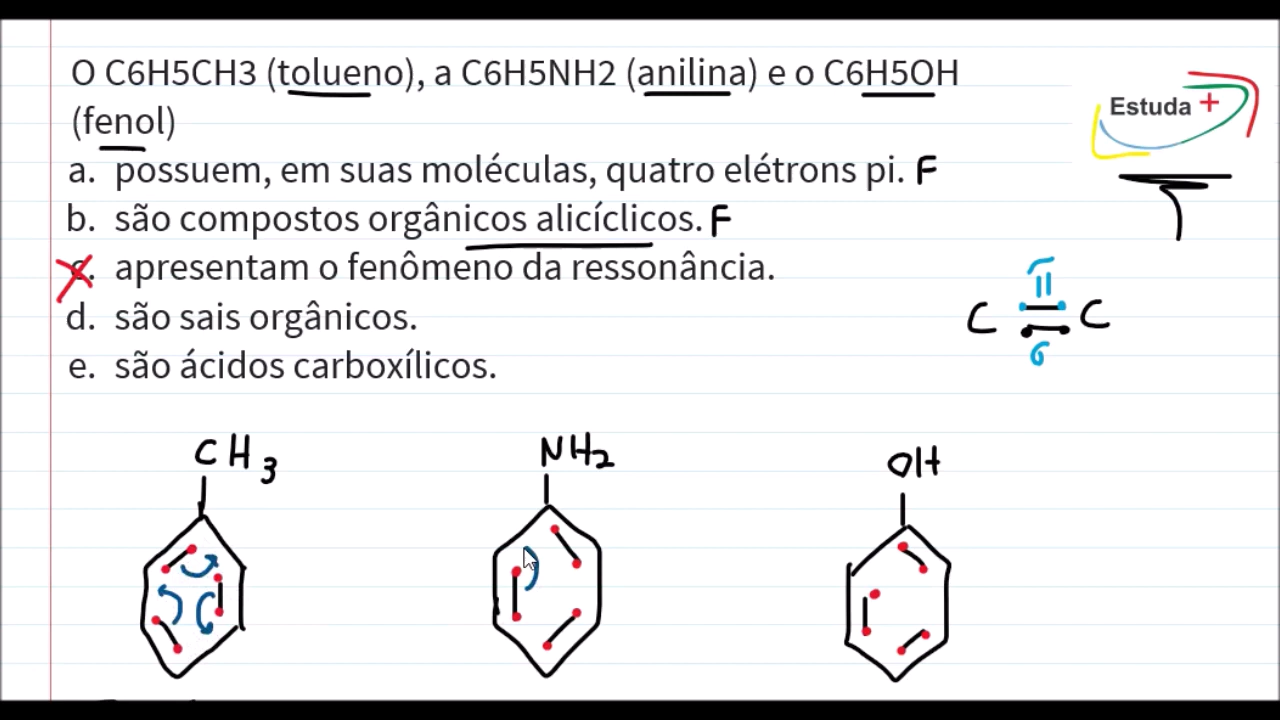 O C6H5CH3 (tolueno), a C6H5NH2 (anilina) e o C6H5OH
(fenol)
Estuda +
a. possuem, em suas moléculas, quatro elétrons pi. F
b. são compostos orgânicos alicíclicos. F
c. apresentam o fenômeno da ressonância.
d. são sais orgânicos.
e. são ácidos carboxílicos.
π
C C
σ
CH3 NH2 OH